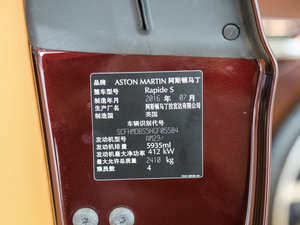 品牌 ASTON MARTIN 阿斯顿马丁
整车型号 Rapide S
制造年月 2016 年 07 月
生产厂名 阿斯顿马丁拉宫达有限公司
制造国 英国
车辆识别代号
SCFHMDBS5HGF05584
发动机型号 AM29/
发动机排量 5935ml
发动机最大净功率 412 kW
最大允许总质量 2410 kg
乘员数 4